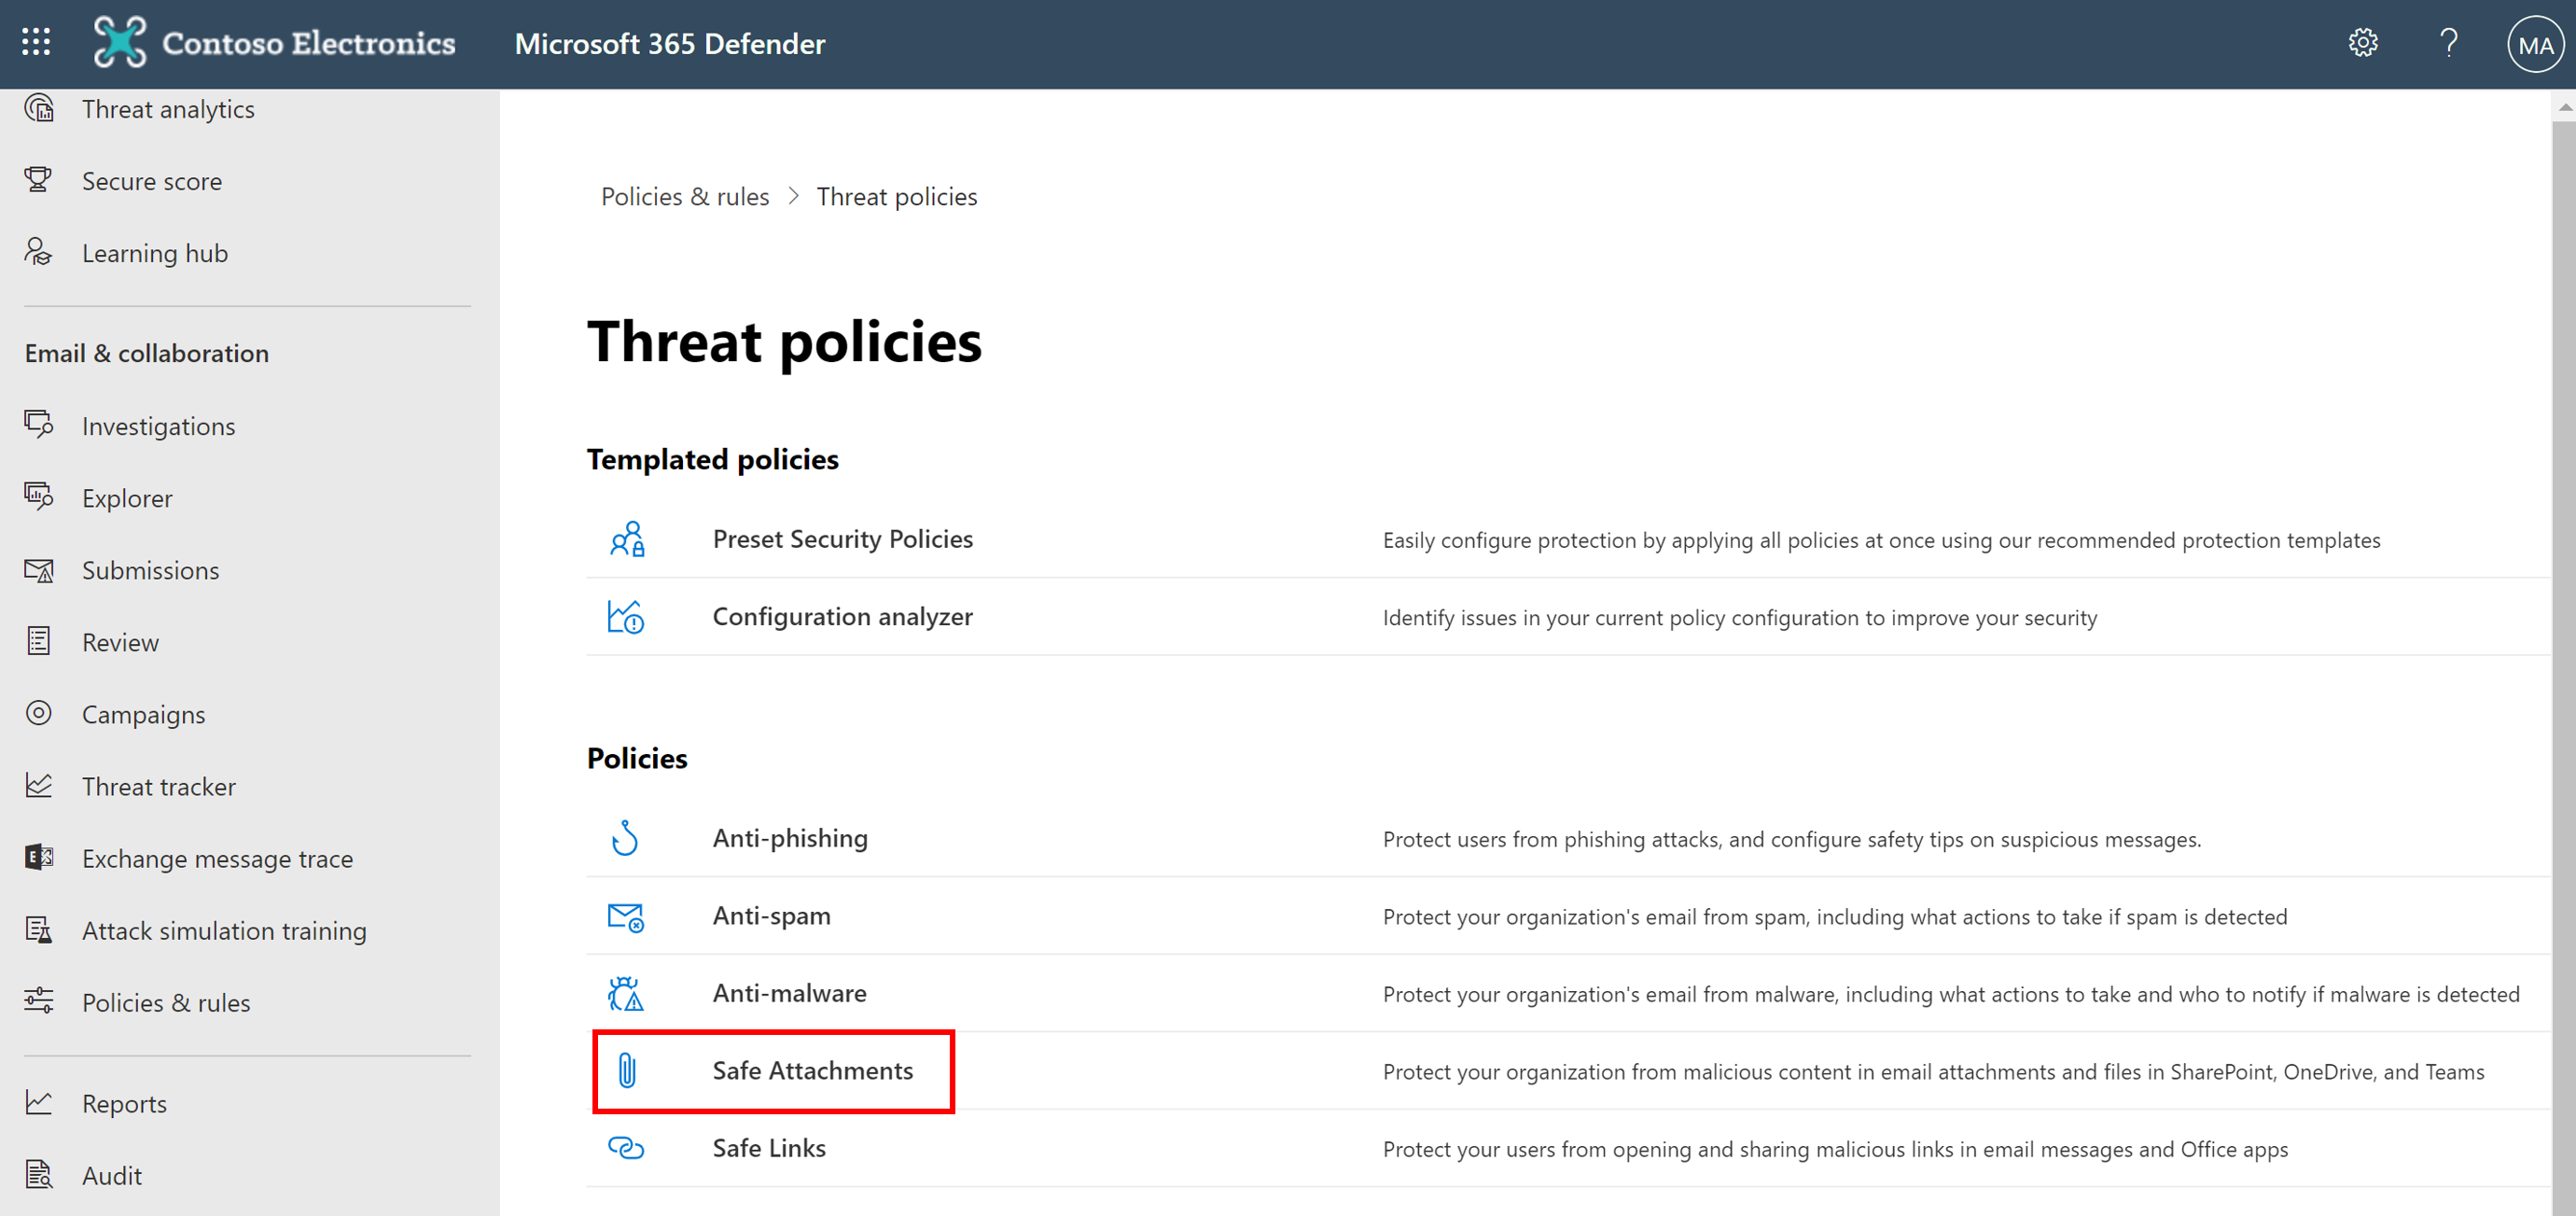 Contoso Electronics
Microsoft 365 Defender
?
MA
Threat analytics
Secure score
Learning hub
Email & collaboration
Investigations
Explorer
Submissions
Review
Campaigns
Threat tracker
Exchange message trace
Attack simulation training
Policies & rules
Reports
Audit
Policies & rules > Threat policies
Threat policies
Templated policies
Preset Security Policies Easily configure protection by applying all policies at once using our recommended protection templates
Configuration analyzer Identify issues in your current policy configuration to improve your security
Policies
Anti-phishing Protect users from phishing attacks, and configure safety tips on suspicious messages.
Anti-spam Protect your organization's email from spam, including what actions to take if spam is detected
Anti-malware Protect your organization's email from malware, including what actions to take and who to notify if malware is detected
Safe Attachments Protect your organization from malicious content in email attachments and files in SharePoint, OneDrive, and Teams
Safe Links Protect your users from opening and sharing malicious links in email messages and Office apps